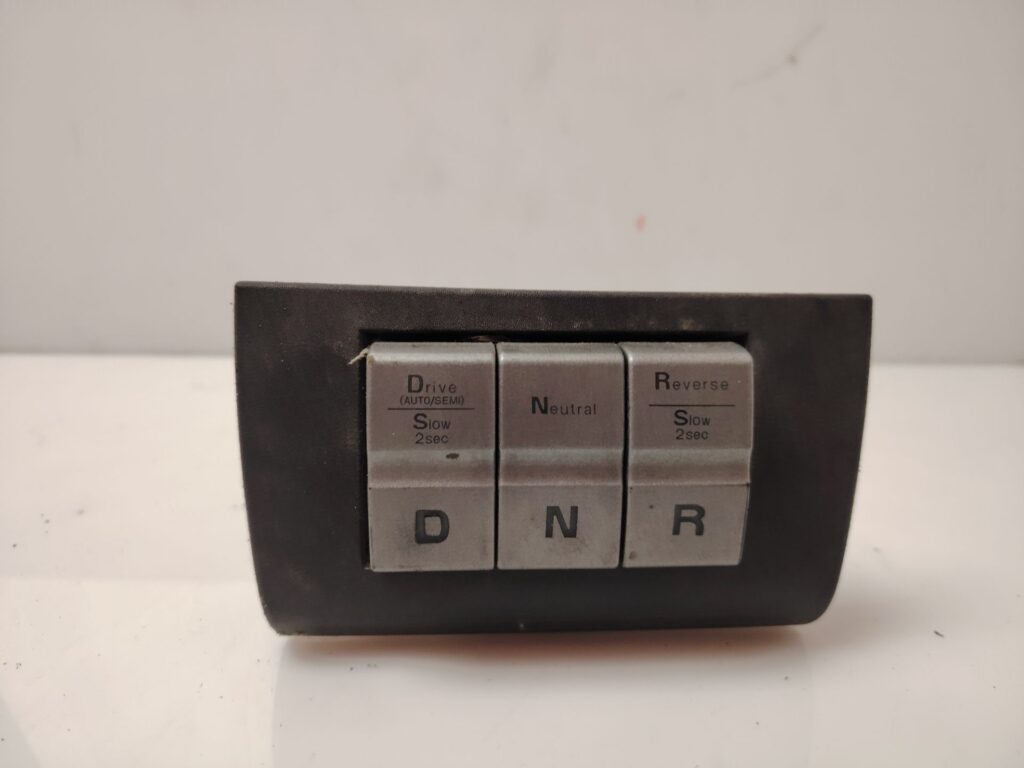 Drive
(AUTO/SEMI)
Slow
2sec
D
Neutral
N
Reverse
Slow
2sec
R